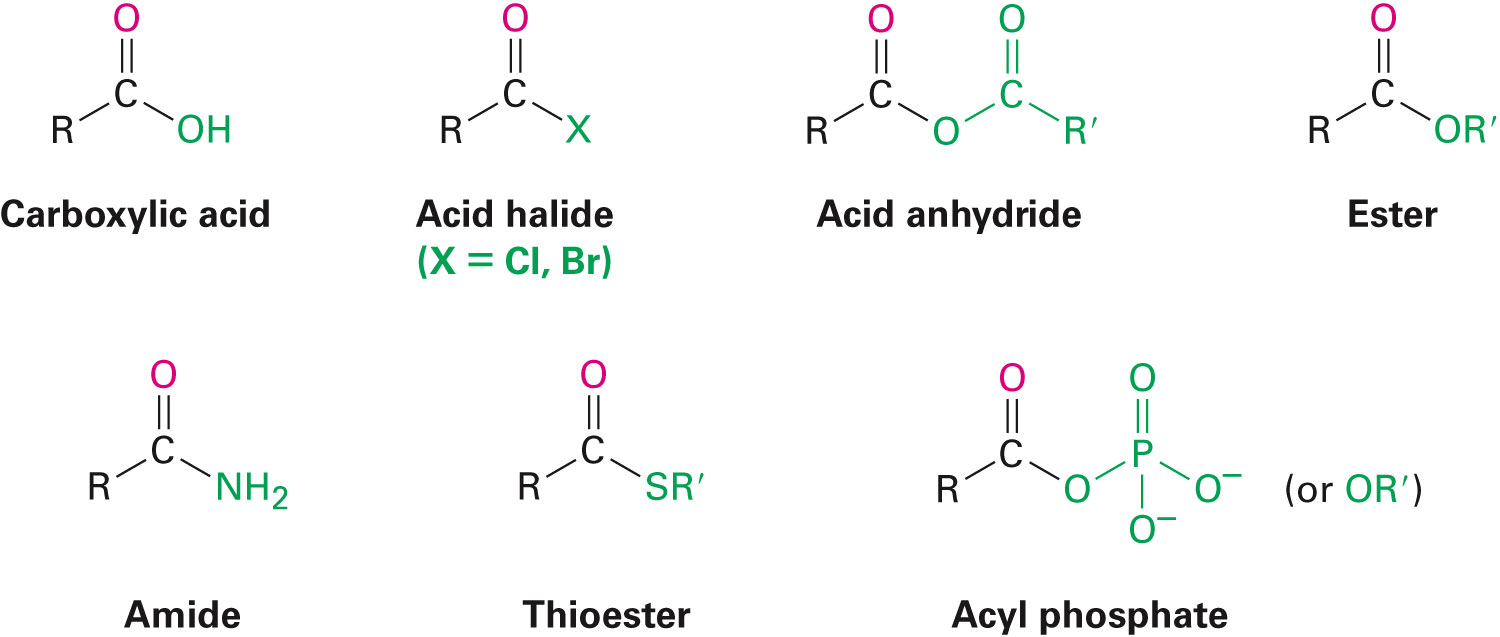 O O O O O
C C C C
R OH R X R O R′ R OR′
Carboxylic acid Acid halide Acid anhydride Ester
(X = Cl, Br)
O O O O
C C C P
R NH₂ R SR′ R O O⁻ (or OR′)
O⁻
Amide Thioester Acyl phosphate